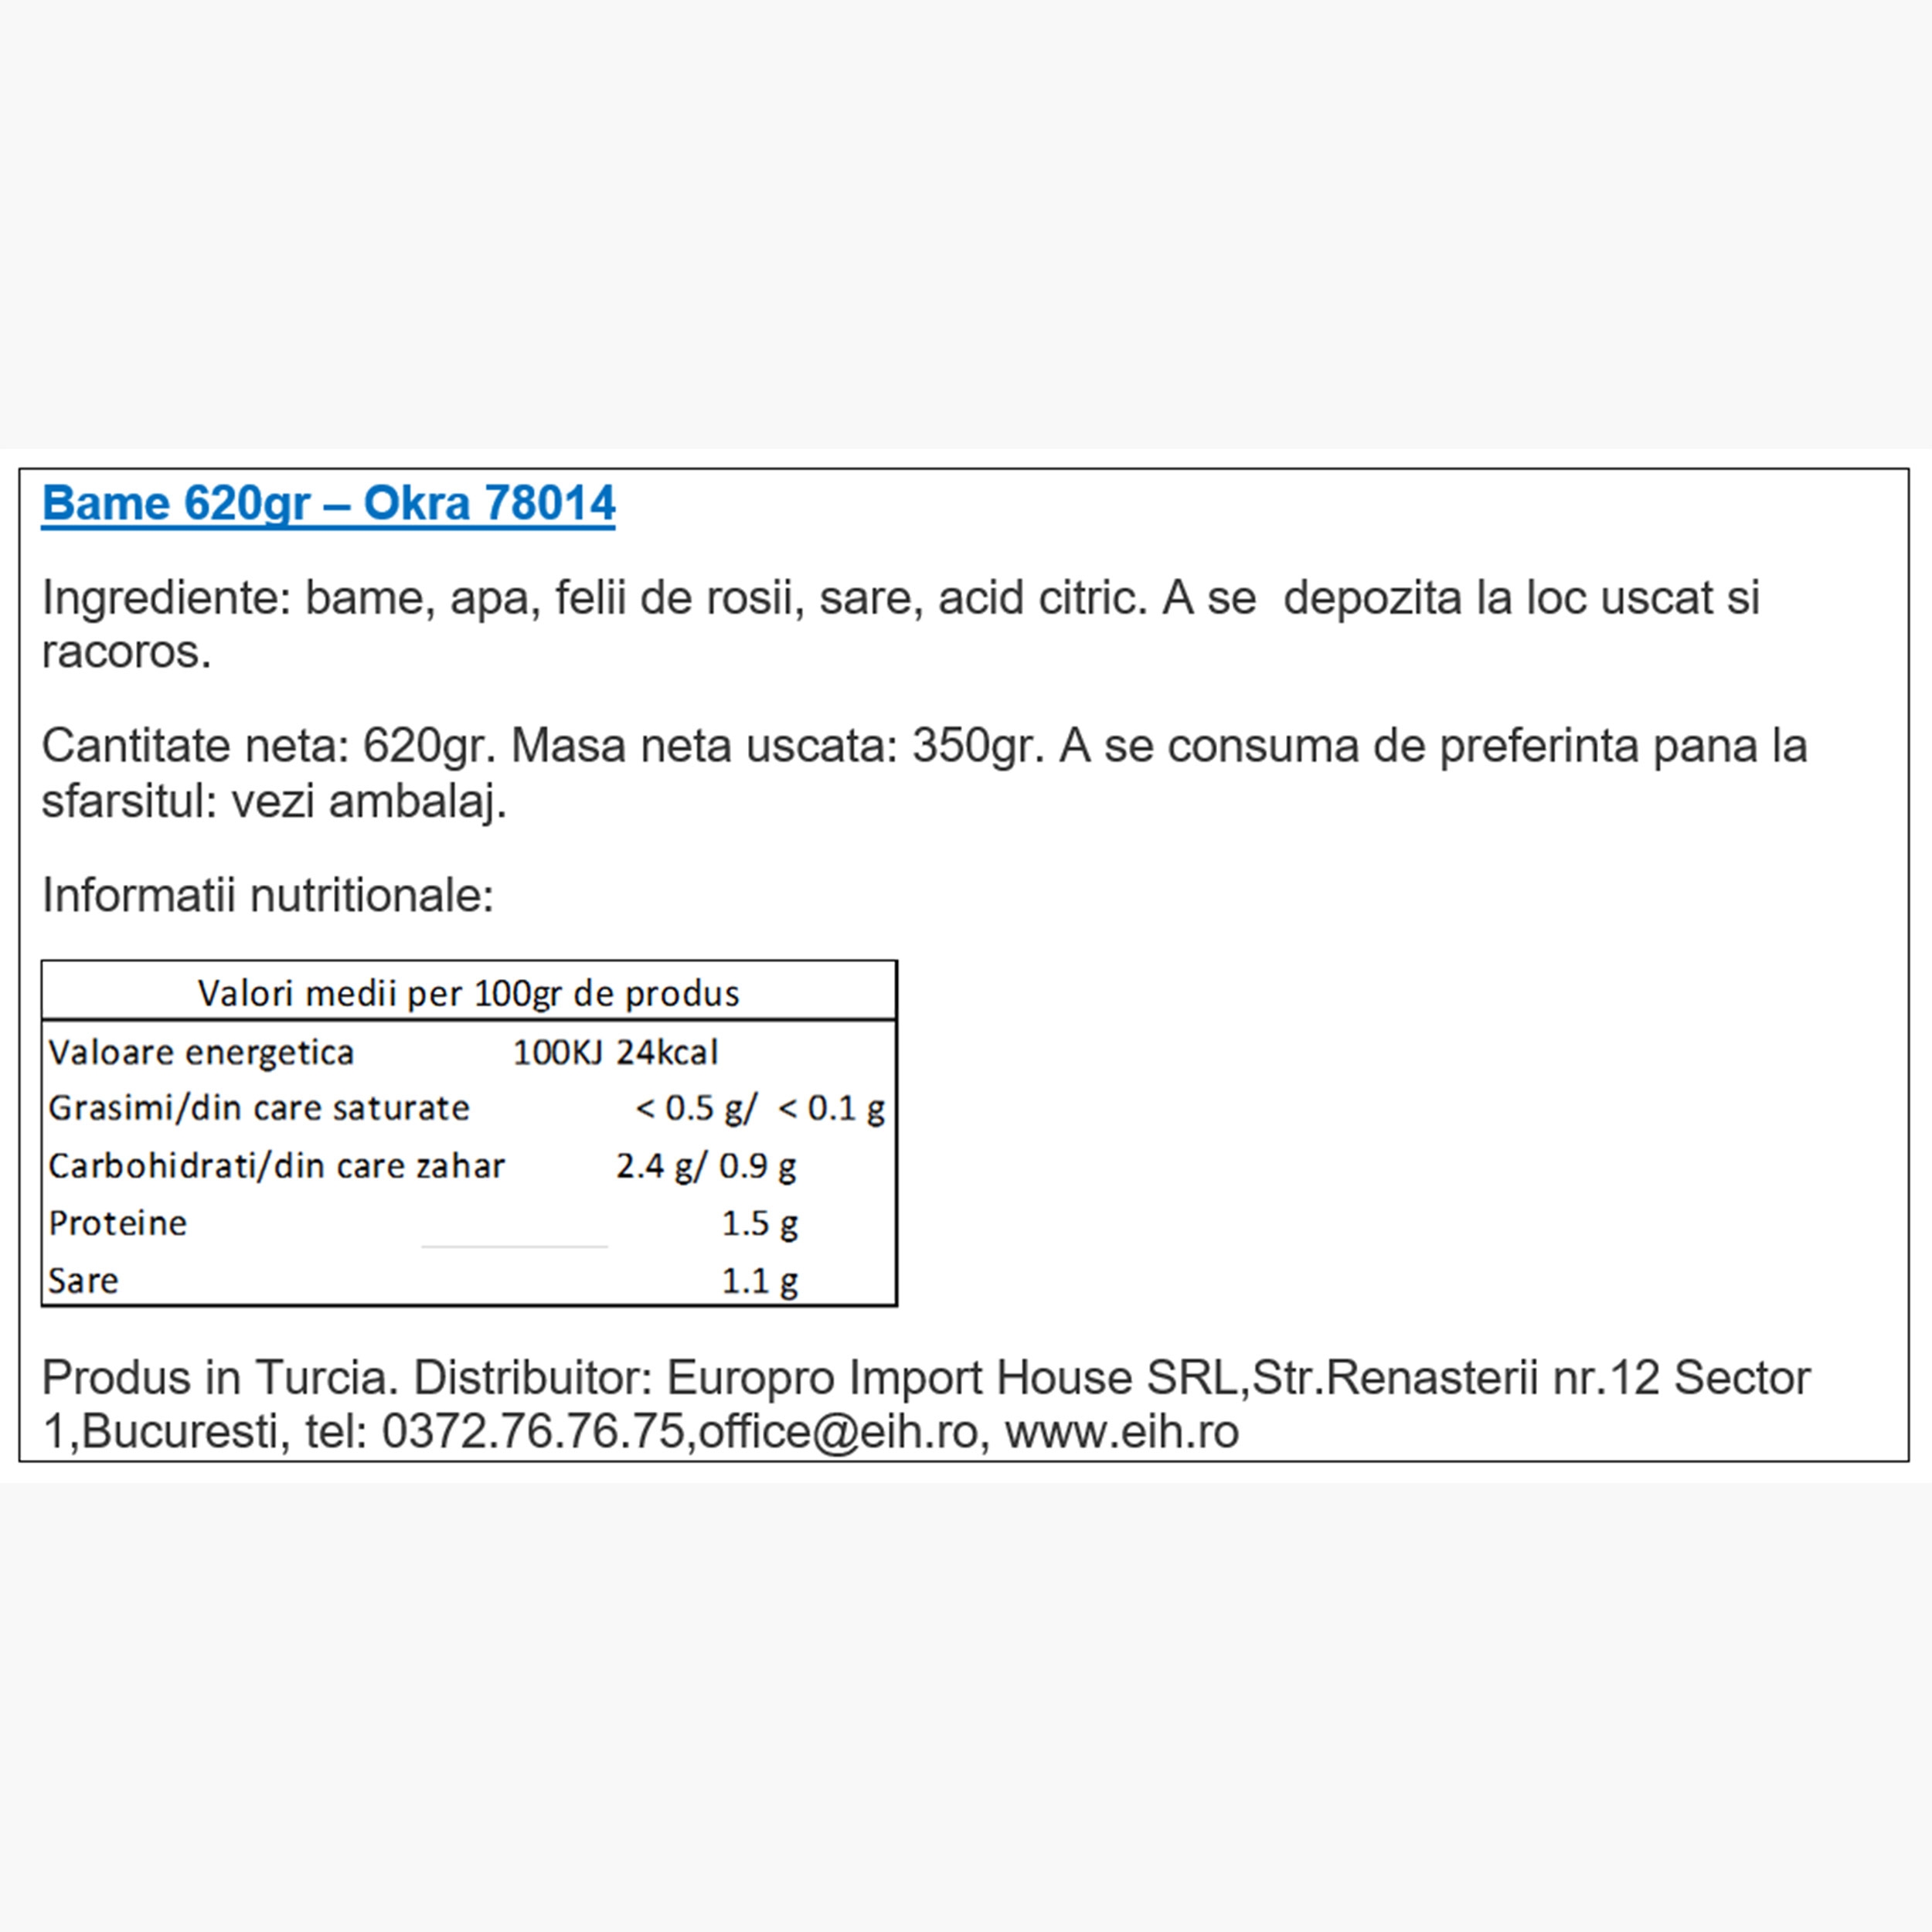 Bame 620gr – Okra 78014
Ingrediente: bame, apa, felii de rosii, sare, acid citric. A se  depozita la loc uscat si
racoros.
Cantitate neta: 620gr. Masa neta uscata: 350gr. A se consuma de preferinta pana la
sfarsitul: vezi ambalaj.
Informatii nutritionale:
Valori medii per 100gr de produs
Valoare energetica 100KJ 24kcal
Grasimi/din care saturate < 0.5 g/ < 0.1 g
Carbohidrati/din care zahar 2.4 g/ 0.9 g
Proteine 1.5 g
Sare 1.1 g
Produs in Turcia. Distribuitor: Europro Import House SRL,Str.Renasterii nr.12 Sector
1,Bucuresti, tel: 0372.76.76.75,office@eih.ro, www.eih.ro